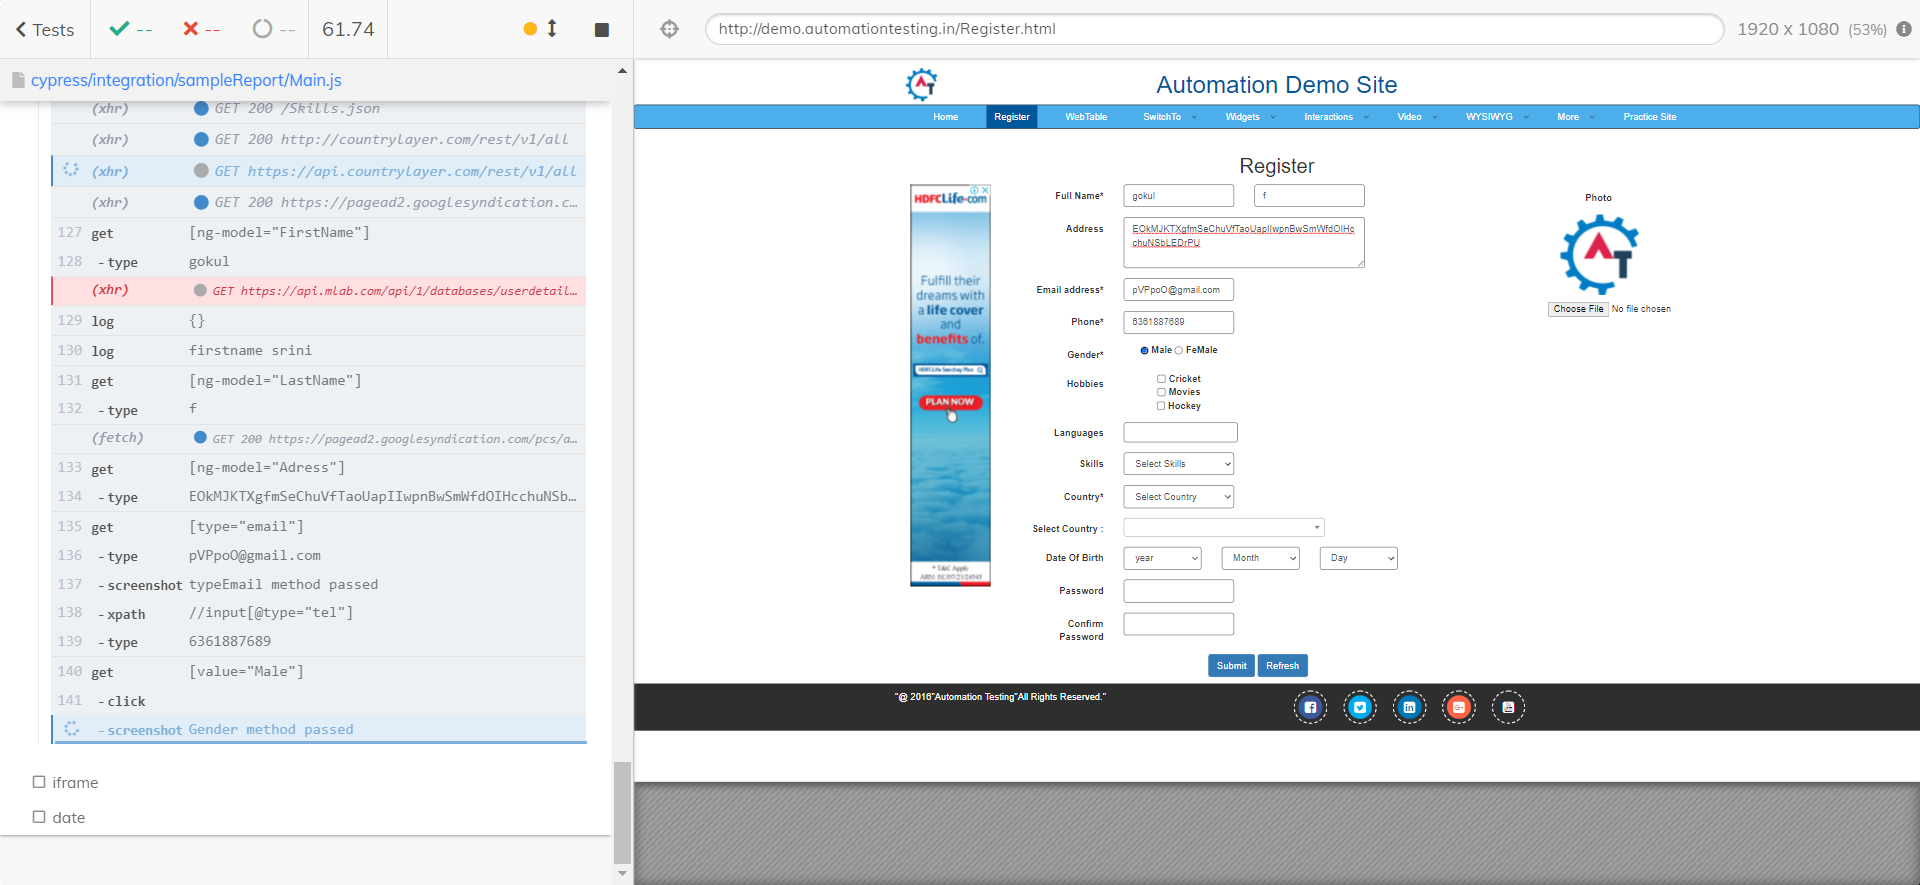 Tests
--
--
--
61.74
http://demo.automationtesting.in/Register.html
1920 x 1080 (53%)
cypress/integration/sampleReport/Main.js
(xhr) GET 200 /Skills.json
(xhr) GET 200 http://countrylayer.com/rest/v1/all
(xhr) GET https://api.countrylayer.com/rest/v1/all
(xhr) GET 200 https://pagead2.googlesyndication.c…
127 get [ng-model="FirstName"]
128 -type gokul
(xhr) GET https://api.mlab.com/api/1/databases/userdetail…
129 log {}
130 log firstname srini
131 get [ng-model="LastName"]
132 -type f
(fetch) GET 200 https://pagead2.googlesyndication.com/pcs/a…
133 get [ng-model="Adress"]
134 -type EOkMJKTXgfmSeChuVfTaoUapIIwpnBwSmWfdOIHcchuNSb…
135 get [type="email"]
136 -type pVPpoO@gmail.com
137 -screenshot typeEmail method passed
138 -xpath //input[@type="tel"]
139 -type 6361887689
140 get [value="Male"]
141 -click
-screenshot Gender method passed
iframe
date
AT
Automation Demo Site
Home Register WebTable SwitchTo Widgets Interactions Video WYSIWYG More Practice Site
Register
HDFCLife.com
Fulfill their
dreams with
a life cover
and
benefits of.
PLAN NOW
* T&C Apply
Full Name* gokul f
Address EOkMJKTXgfmSeChuVfTaoUapIIwpnBwSmWfdOIHc
chuNSbLEDrPU
Email address* pVPpoO@gmail.com
Phone* 6361887689
Gender* Male FeMale
Hobbies Cricket
Movies
Hockey
Languages
Skills Select Skills
Country* Select Country
Select Country :
Date Of Birth year Month Day
Password
Confirm
Password
Submit Refresh
Photo
AT
Choose File No file chosen
"@ 2016"Automation Testing"All Rights Reserved."